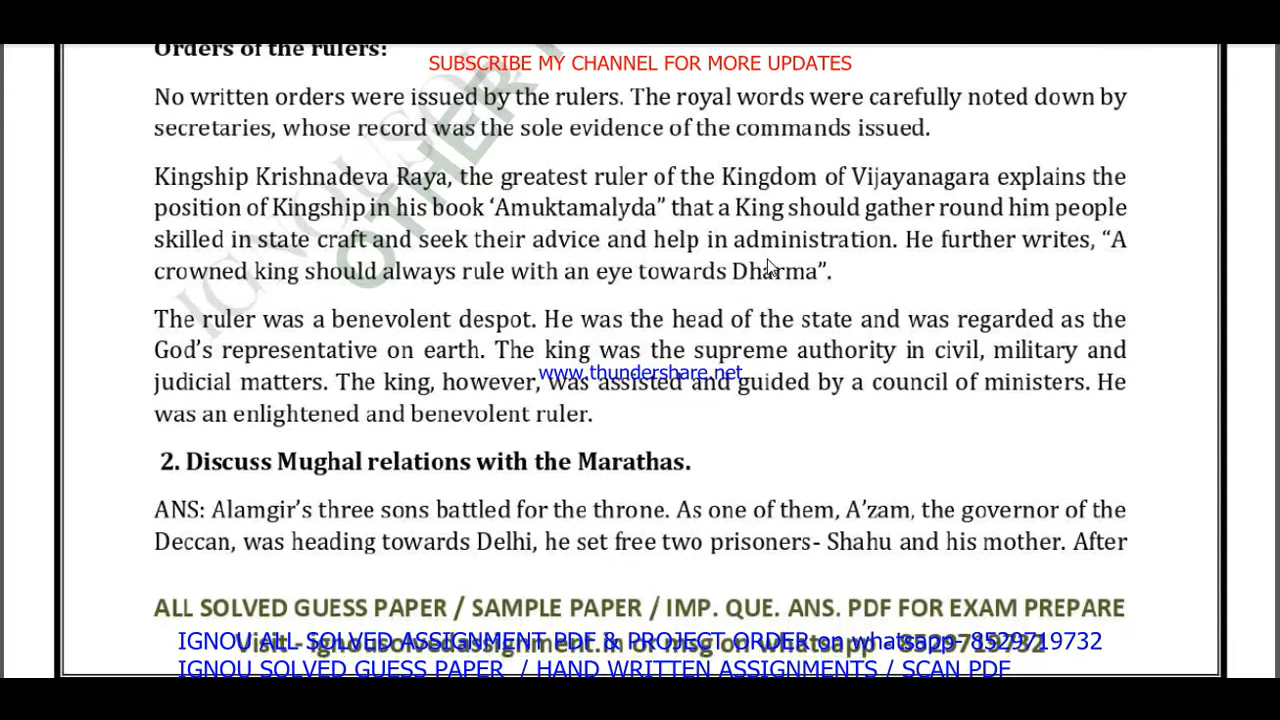 Orders of the rulers:
SUBSCRIBE MY CHANNEL FOR MORE UPDATES
No written orders were issued by the rulers. The royal words were carefully noted down by
secretaries, whose record was the sole evidence of the commands issued.
Kingship Krishnadeva Raya, the greatest ruler of the Kingdom of Vijayanagara explains the
position of Kingship in his book ‘Amuktamalyda” that a King should gather round him people
skilled in state craft and seek their advice and help in administration. He further writes, “A
crowned king should always rule with an eye towards Dharma”.
The ruler was a benevolent despot. He was the head of the state and was regarded as the
God’s representative on earth. The king was the supreme authority in civil, military and
www.thundershare.net
judicial matters. The king, however, was assisted and guided by a council of ministers. He
was an enlightened and benevolent ruler.
2. Discuss Mughal relations with the Marathas.
ANS: Alamgir’s three sons battled for the throne. As one of them, A’zam, the governor of the
Deccan, was heading towards Delhi, he set free two prisoners- Shahu and his mother. After
ALL SOLVED GUESS PAPER / SAMPLE PAPER / IMP. QUE. ANS. PDF FOR EXAM PREPARE
IGNOU ALL SOLVED ASSIGNMENT PDF & PROJECT ORDER on whatsapp- 8529719732
IGNOU SOLVED GUESS PAPER / HAND WRITTEN ASSIGNMENTS / SCAN PDF
OTHER